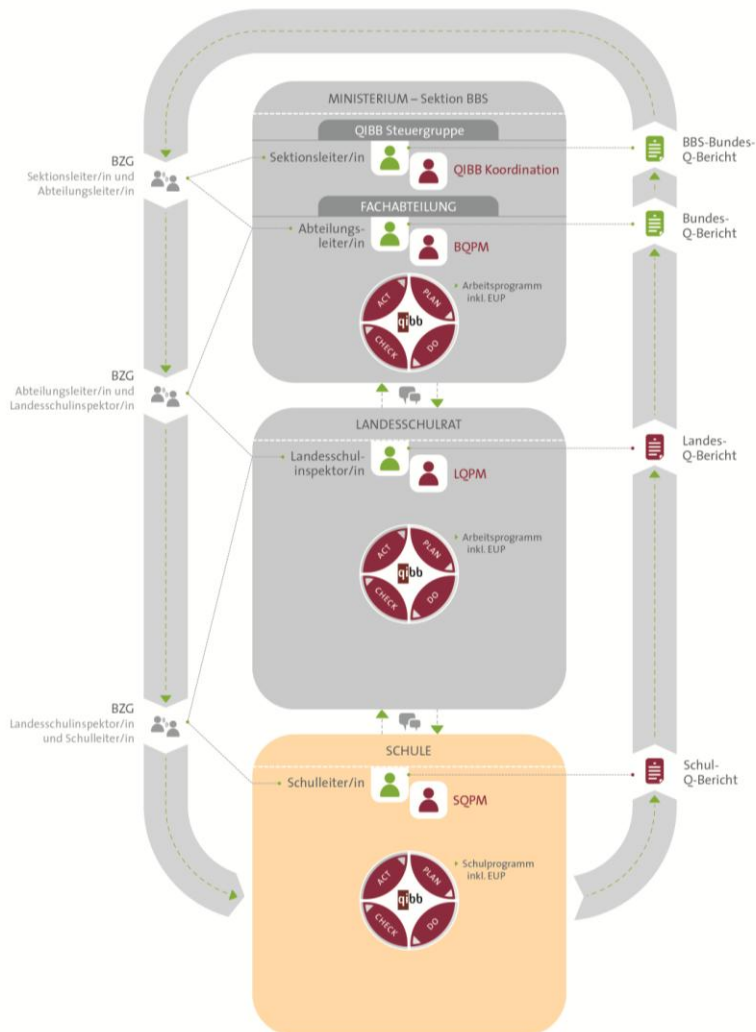 MINISTERIUM – Sektion BBS
QIBB Steuergruppe
Sektionsleiter/in
QIBB Koordination
BBS-Bundes-
Q-Bericht
BZG
Sektionsleiter/in und
Abteilungsleiter/in
FACHABTEILUNG
Abteilungs-
leiter/in
BQPM
Bundes-
Q-Bericht
Arbeitsprogramm
inkl. EUP
ACT
PLAN
qibb
CHECK
DO
BZG
Abteilungsleiter/in und
Landesschulinspektor/in
LANDESSCHULRAT
Landesschul-
inspektor/in
LQPM
Landes-
Q-Bericht
Arbeitsprogramm
inkl. EUP
ACT
PLAN
qibb
CHECK
DO
BZG
Landesschulinspektor/in
und Schulleiter/in
SCHULE
Schulleiter/in
SQPM
Schul-
Q-Bericht
Schulprogramm
inkl. EUP
ACT
PLAN
qibb
CHECK
DO